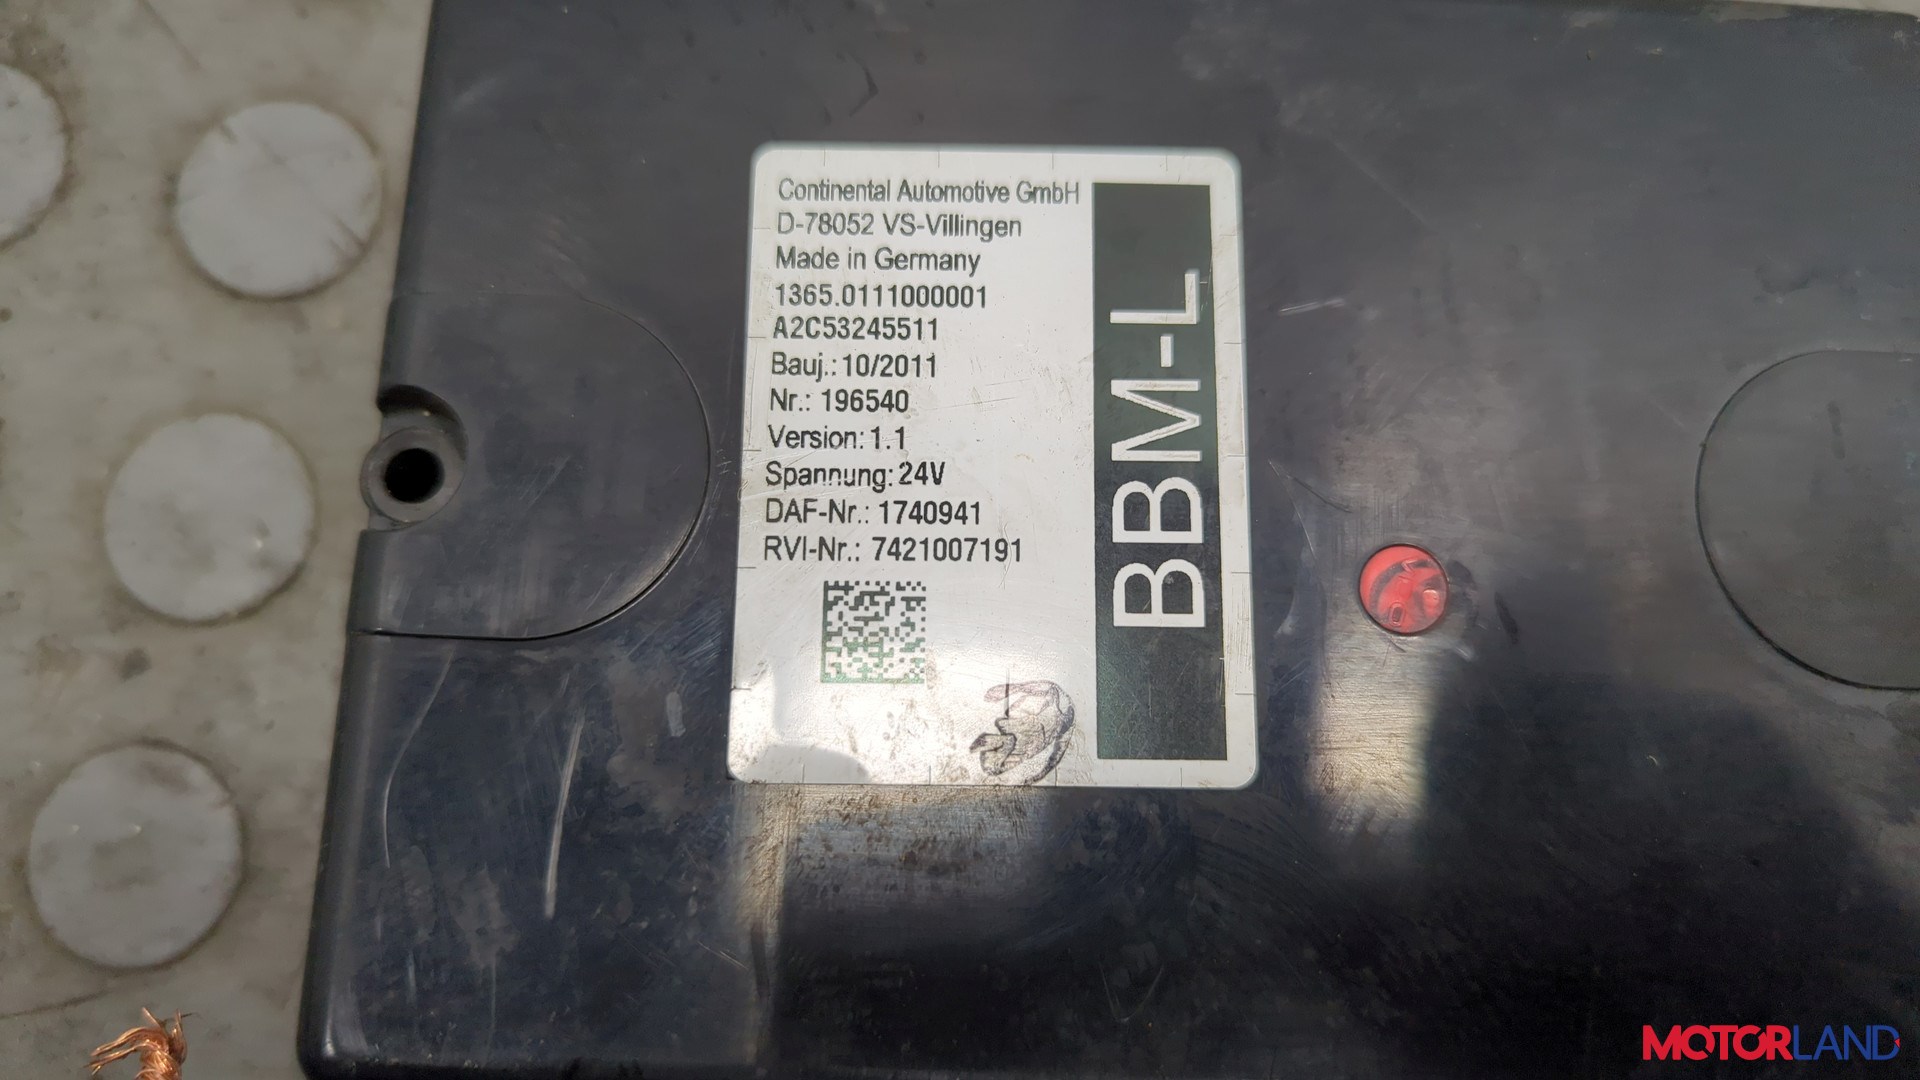 Continental Automotive GmbH
D-78052 VS-Villingen
Made in Germany
1365.0111000001
A2C53245511
Bauj.: 10/2011
Nr.: 196540
Version: 1.1
Spannung: 24V
DAF-Nr.: 1740941
RVI-Nr.: 7421007191
BBM-L
MOTORLAND